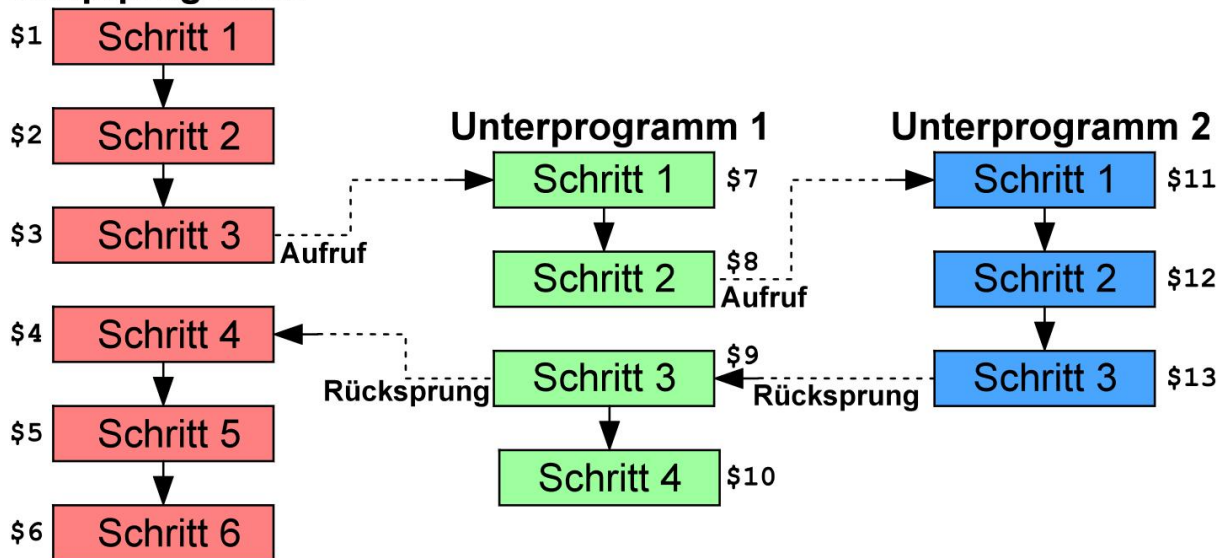 $1 Schritt 1
$2 Schritt 2
$3 Schritt 3
Aufruf
$4 Schritt 4
$5 Schritt 5
$6 Schritt 6
Unterprogramm 1
Schritt 1 $7
Schritt 2 $8
Aufruf
Schritt 3 $9
Rücksprung
Schritt 4 $10
Unterprogramm 2
Schritt 1 $11
Schritt 2 $12
Schritt 3 $13
Rücksprung